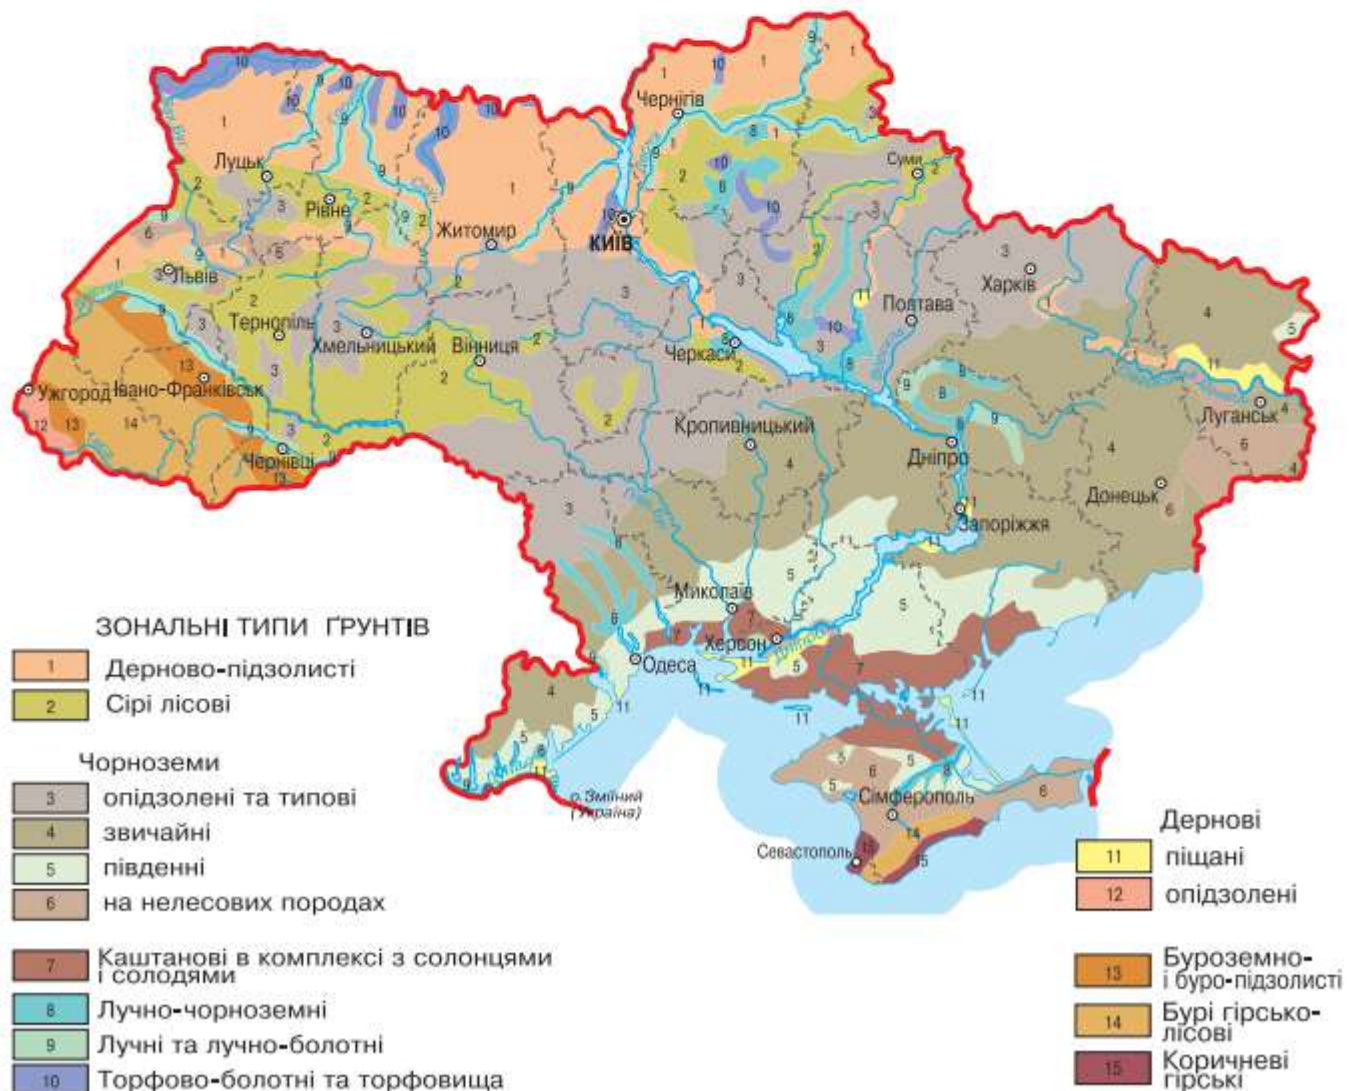 Чернігів
Суми
Луцьк
Рівне
Житомир
КИЇВ
Львів
Харків
Полтава
Тернопіль
Хмельницький
Вінниця
Черкаси
Ужгород
Івано-Франківськ
Луганськ
Кропивницький
Чернівці
Дніпро
Донецьк
Запоріжжя
Миколаїв
Херсон
Одеса
о.Зміїний
(Україна)
Сімферополь
Севастополь
ЗОНАЛЬНІ ТИПИ ҐРУНТІВ
1 Дерново-підзолисті
2 Сірі лісові
Чорноземи
3 опідзолені та типові
4 звичайні
5 південні
6 на нелесових породах
7 Каштанові в комплексі з солонцями
і солодями
8 Лучно-чорноземні
9 Лучні та лучно-болотні
10 Торфово-болотні та торфовища
Дернові
11 піщані
12 опідзолені
13 Буроземно-
і буро-підзолисті
14 Бурі гірсько-
лісові
15 Коричневі
гірські